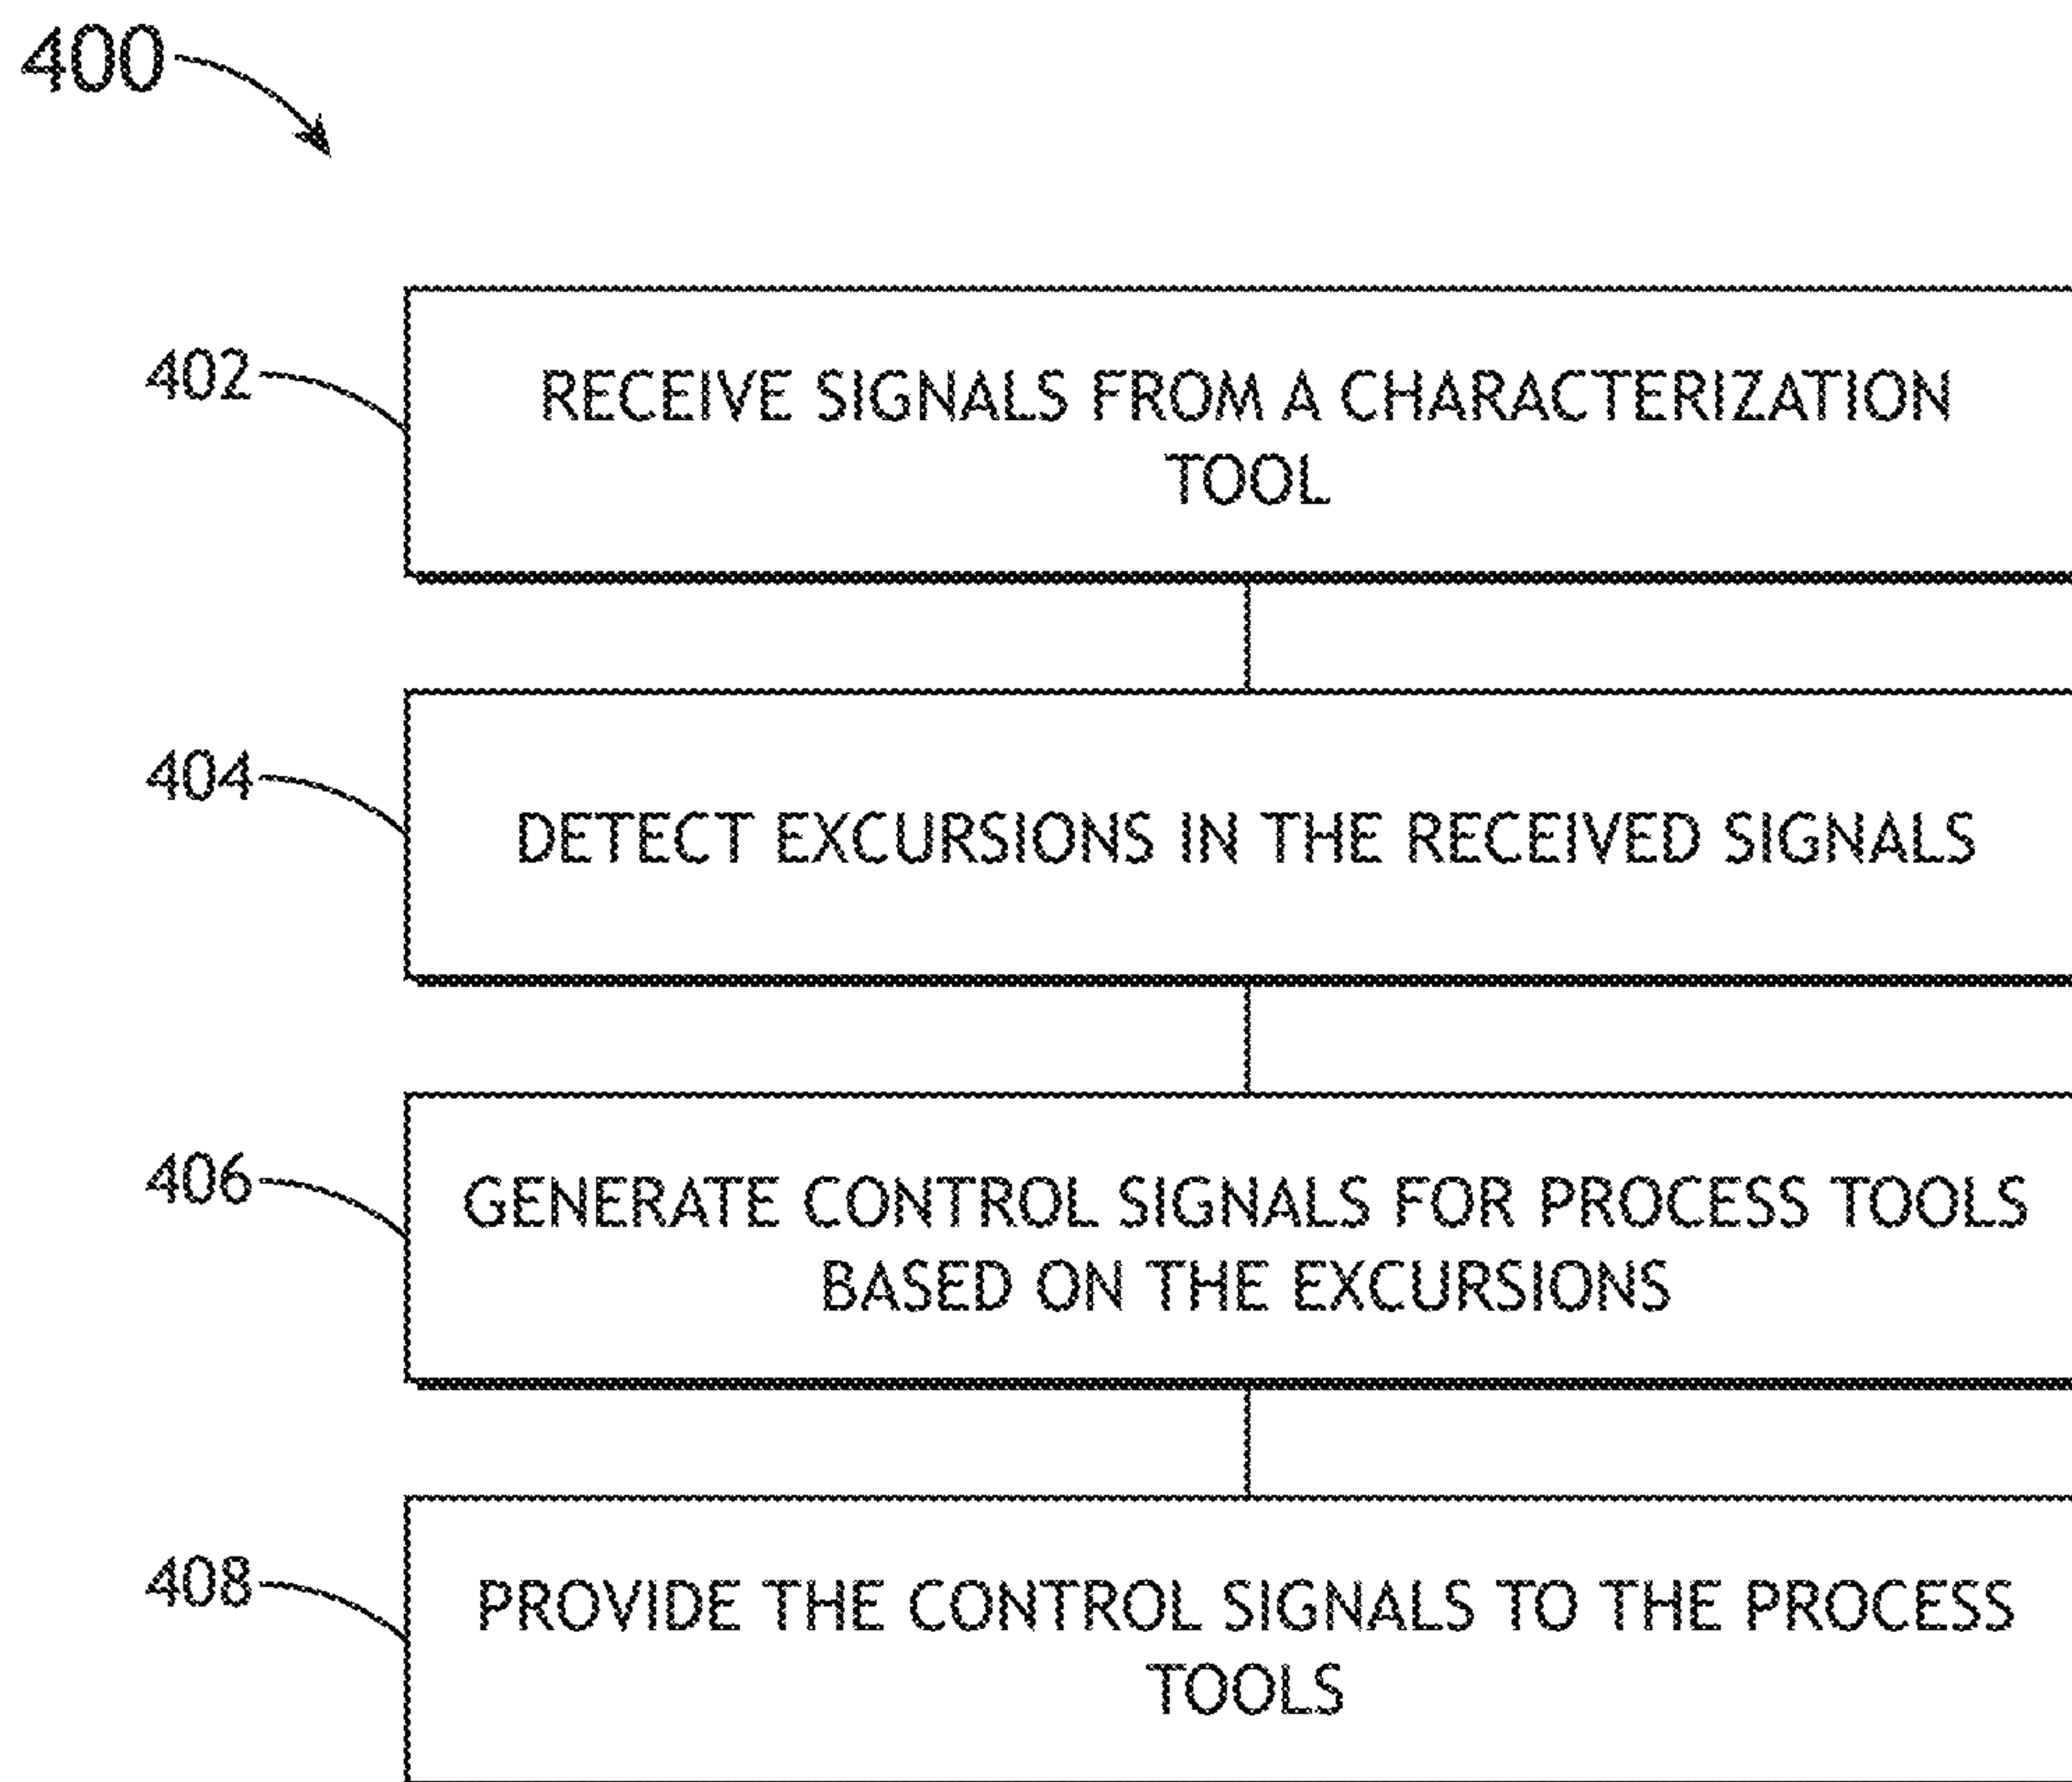 400
402
RECEIVE SIGNALS FROM A CHARACTERIZATION
TOOL
404
DETECT EXCURSIONS IN THE RECEIVED SIGNALS
406
GENERATE CONTROL SIGNALS FOR PROCESS TOOLS
BASED ON THE EXCURSIONS
408
PROVIDE THE CONTROL SIGNALS TO THE PROCESS
TOOLS